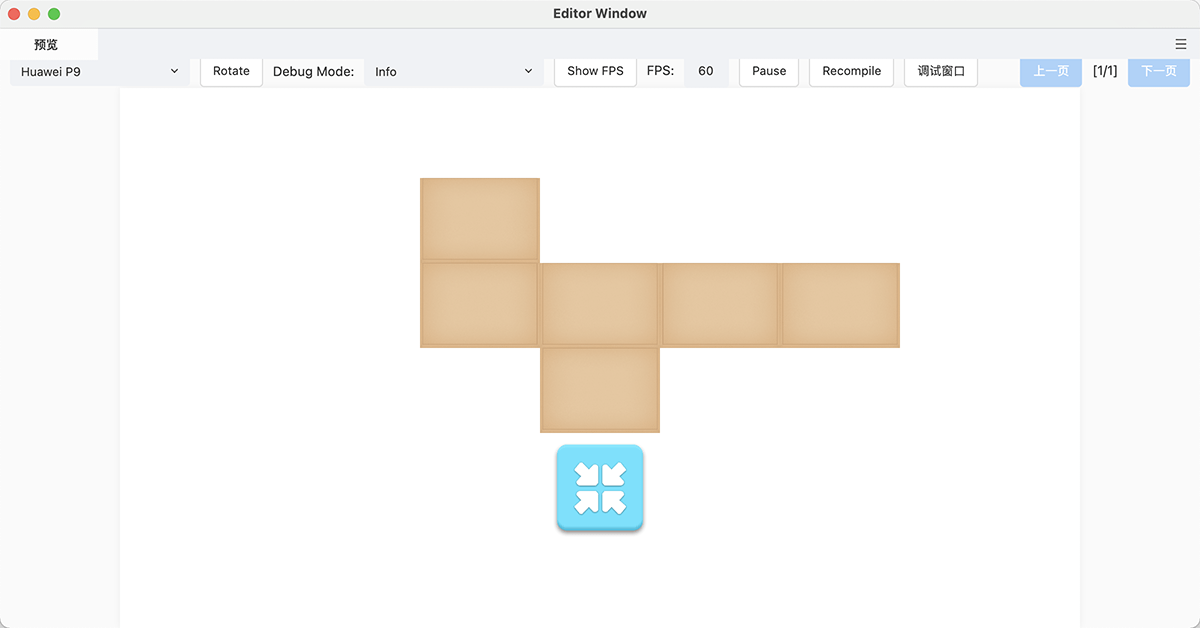 Editor Window
预览
Huawei P9 Rotate Debug Mode: Info Show FPS FPS: 60 Pause Recompile 调试窗口 上一页 [1/1] 下一页